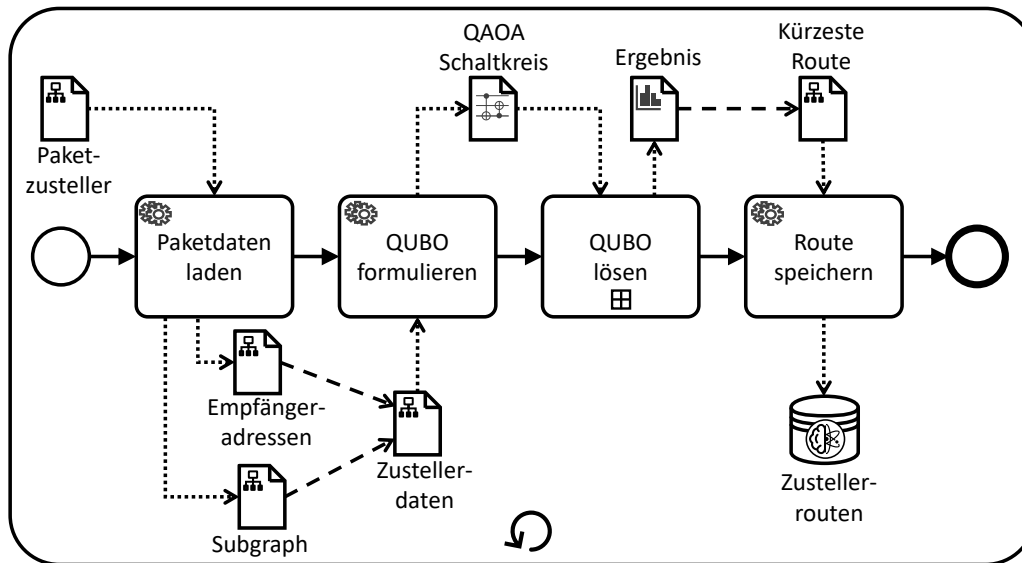 QAOA
Schaltkreis
Ergebnis
Kürzeste
Route
Paket-
zusteller
Paketdaten
laden
QUBO
formulieren
QUBO
lösen
Route
speichern
Empfänger-
adressen
Zusteller-
daten
Subgraph
Zusteller-
routen